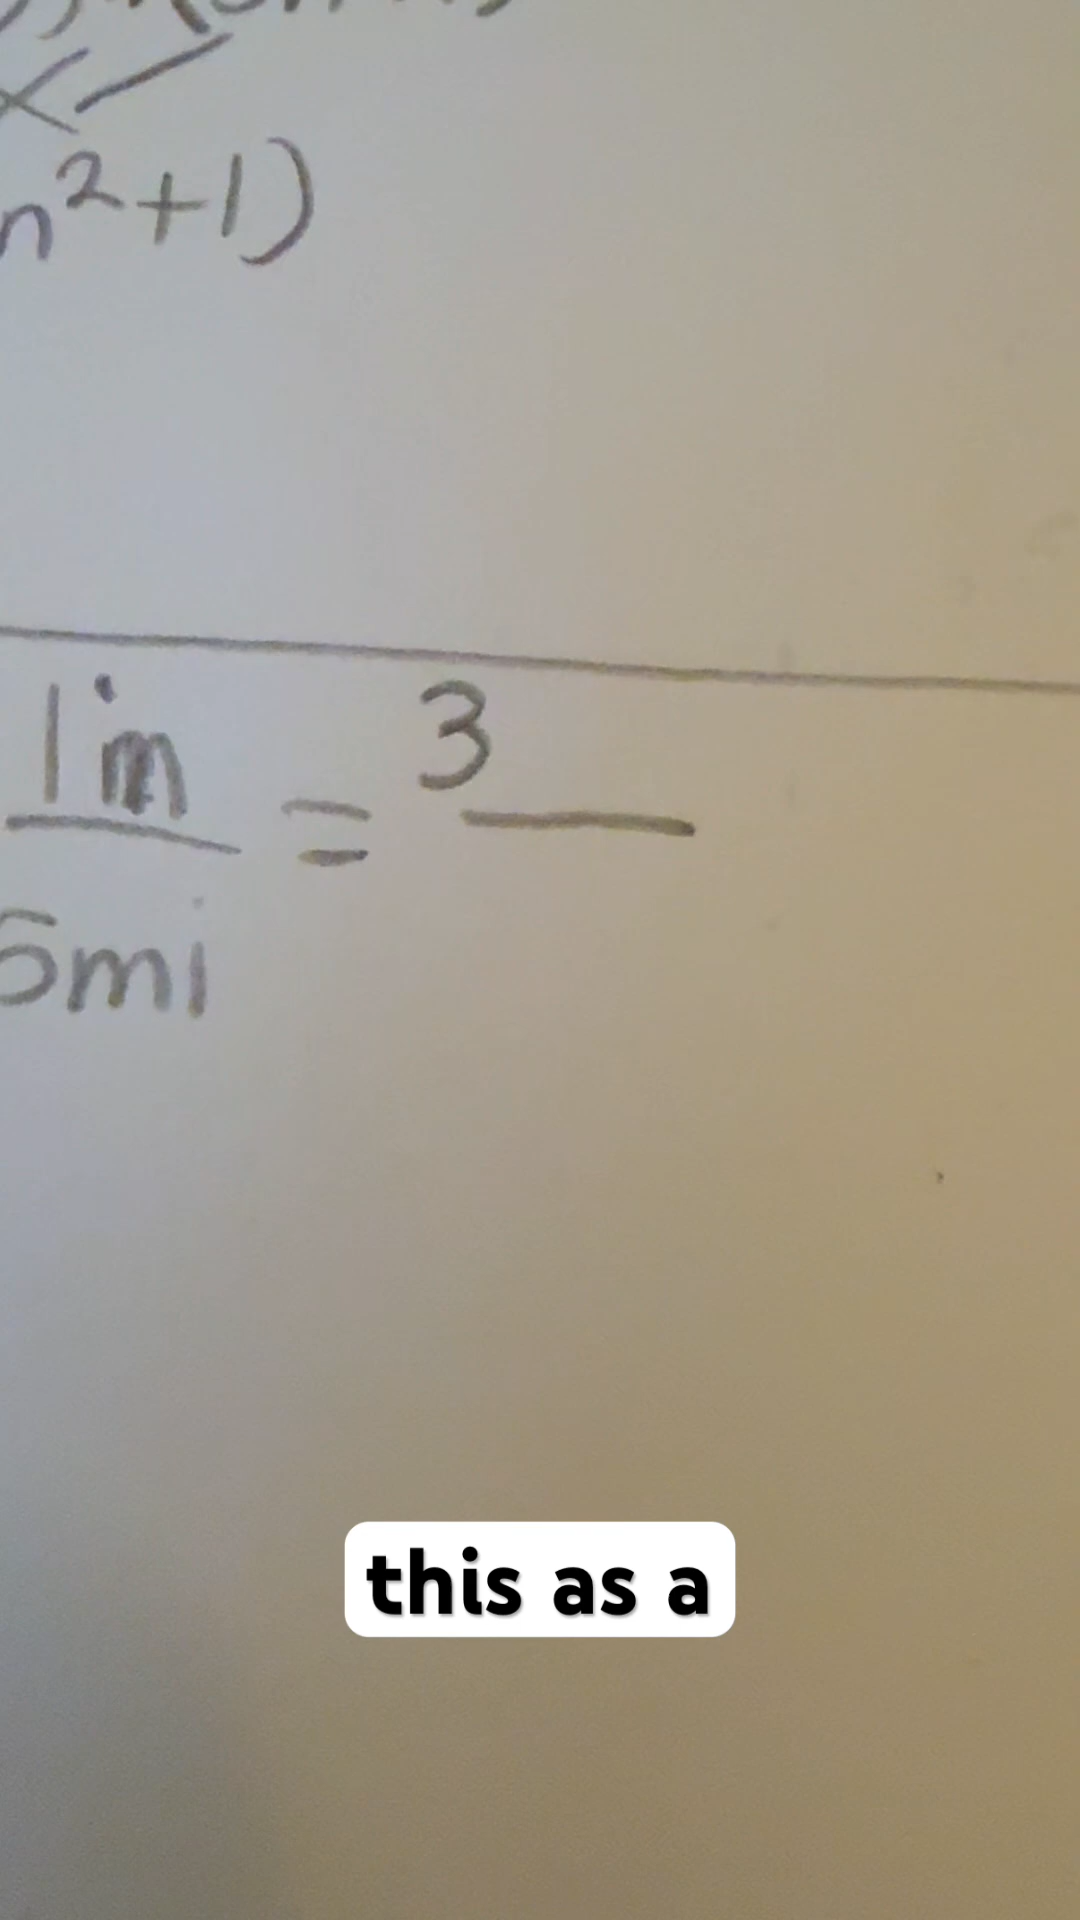 n²+1)
1 in = 3
5mi
this as a